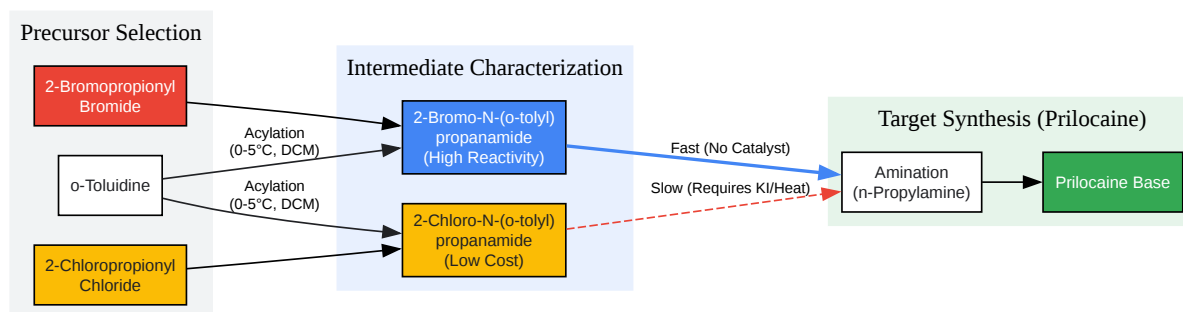 Precursor Selection
2-Bromopropionyl
Bromide
o-Toluidine
2-Chloropropionyl
Chloride
Acylation
(0-5°C, DCM)
Acylation
(0-5°C, DCM)
Intermediate Characterization
2-Bromo-N-(o-tolyl)
propanamide
(High Reactivity)
2-Chloro-N-(o-tolyl)
propanamide
(Low Cost)
Fast (No Catalyst)
Slow (Requires KI/Heat)
Target Synthesis (Prilocaine)
Amination
(n-Propylamine)
Prilocaine Base